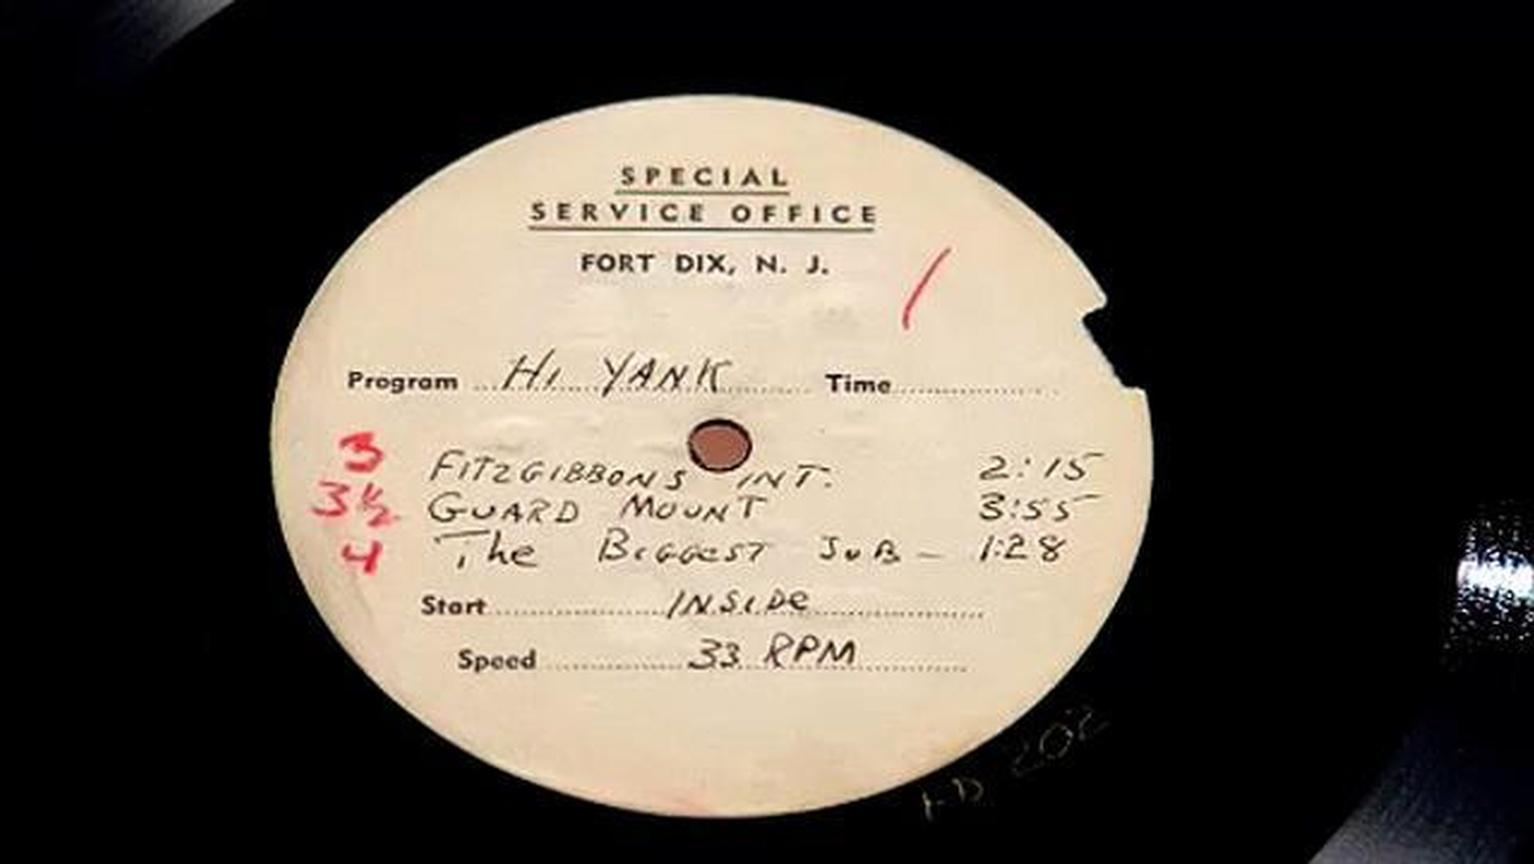 SPECIAL
SERVICE OFFICE
FORT DIX, N. J.
/
Program HI YANK Time
3 FITZGIBBONS INT. 2:15
3½ GUARD MOUNT 3:55
4 The BIGGEST JOB - 1:28
Start INSIDe
Speed 33 RPM
202